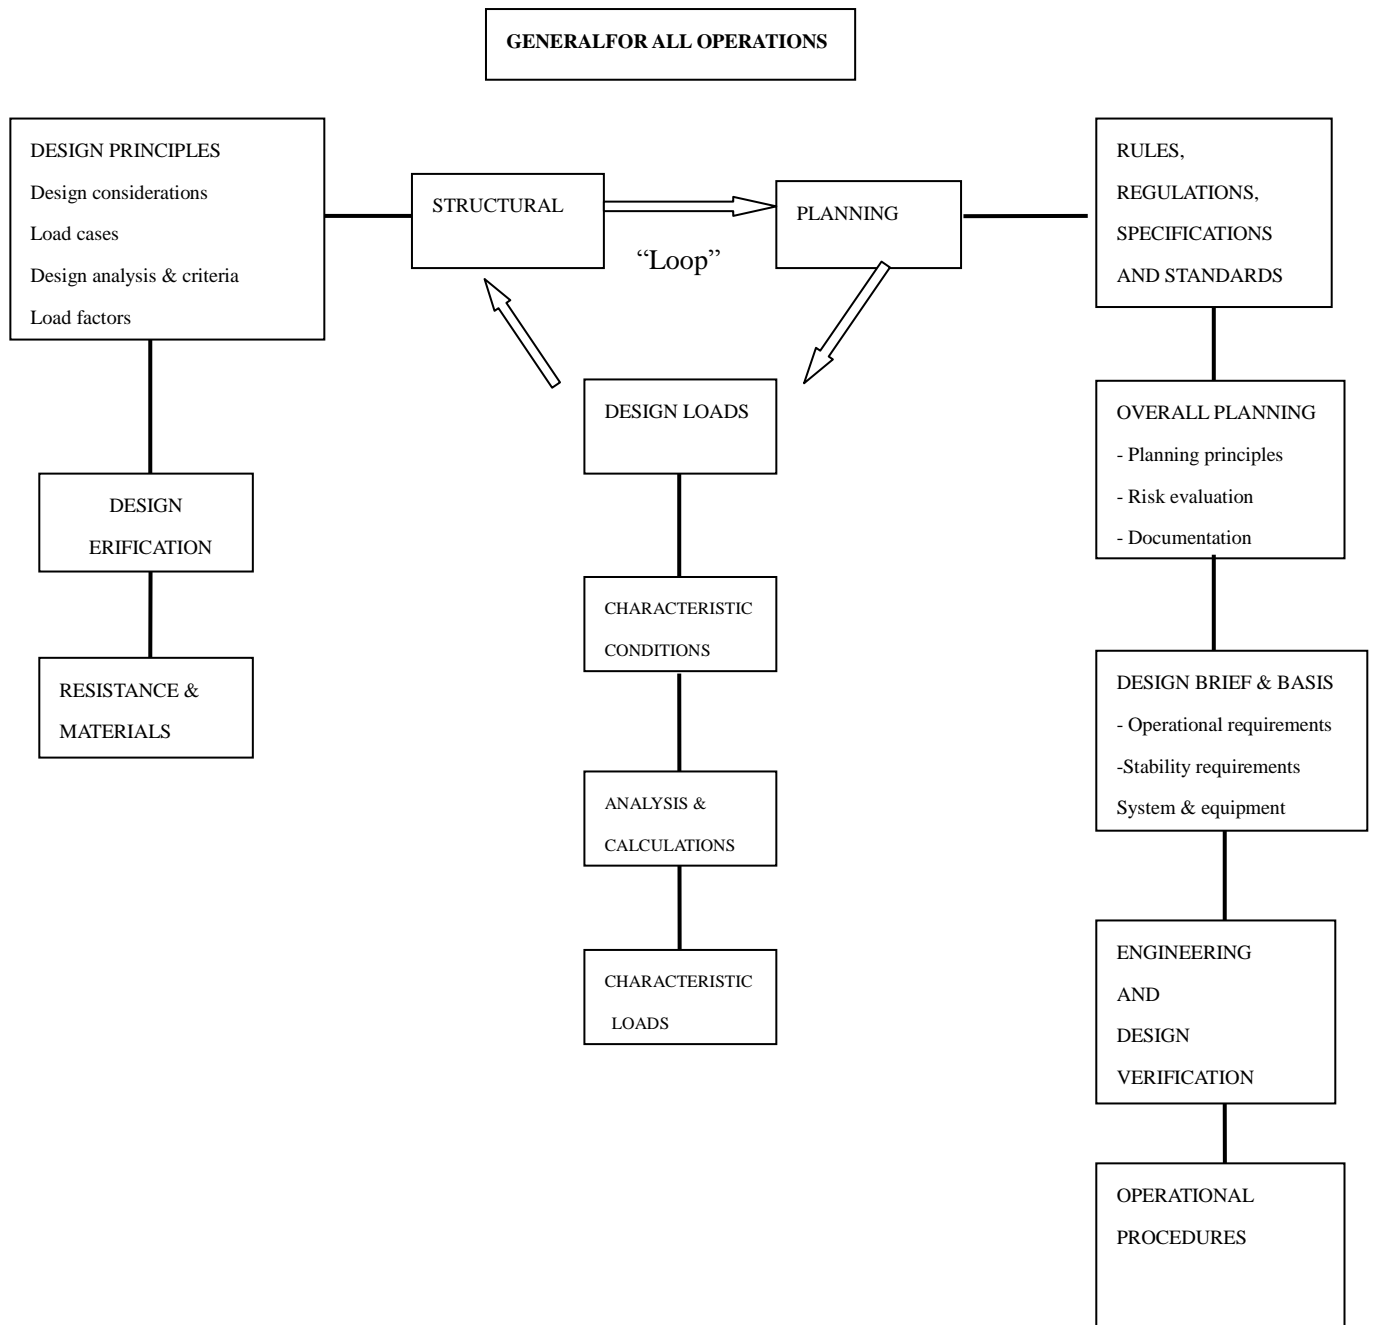 GENERALFOR ALL OPERATIONS
DESIGN PRINCIPLES
Design considerations
Load cases
Design analysis & criteria
Load factors
STRUCTURAL
“Loop”
PLANNING
RULES,
REGULATIONS,
SPECIFICATIONS
AND STANDARDS
DESIGN LOADS
OVERALL PLANNING
- Planning principles
- Risk evaluation
- Documentation
DESIGN
ERIFICATION
RESISTANCE &
MATERIALS
CHARACTERISTIC
CONDITIONS
ANALYSIS &
CALCULATIONS
CHARACTERISTIC
LOADS
DESIGN BRIEF & BASIS
- Operational requirements
-Stability requirements
System & equipment
ENGINEERING
AND
DESIGN
VERIFICATION
OPERATIONAL
PROCEDURES